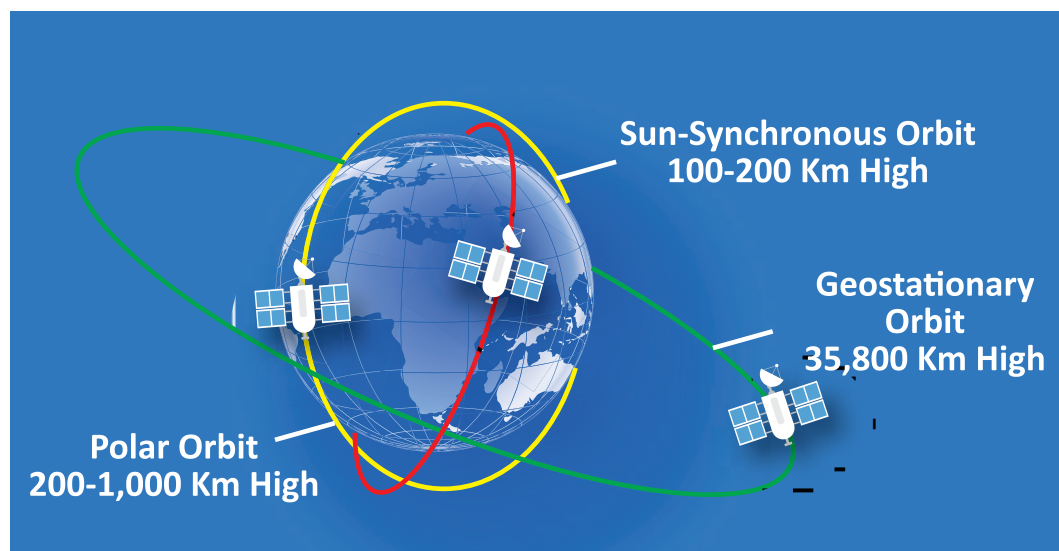 Sun-Synchronous Orbit
100-200 Km High
Geostationary
Orbit
35,800 Km High
Polar Orbit
200-1,000 Km High